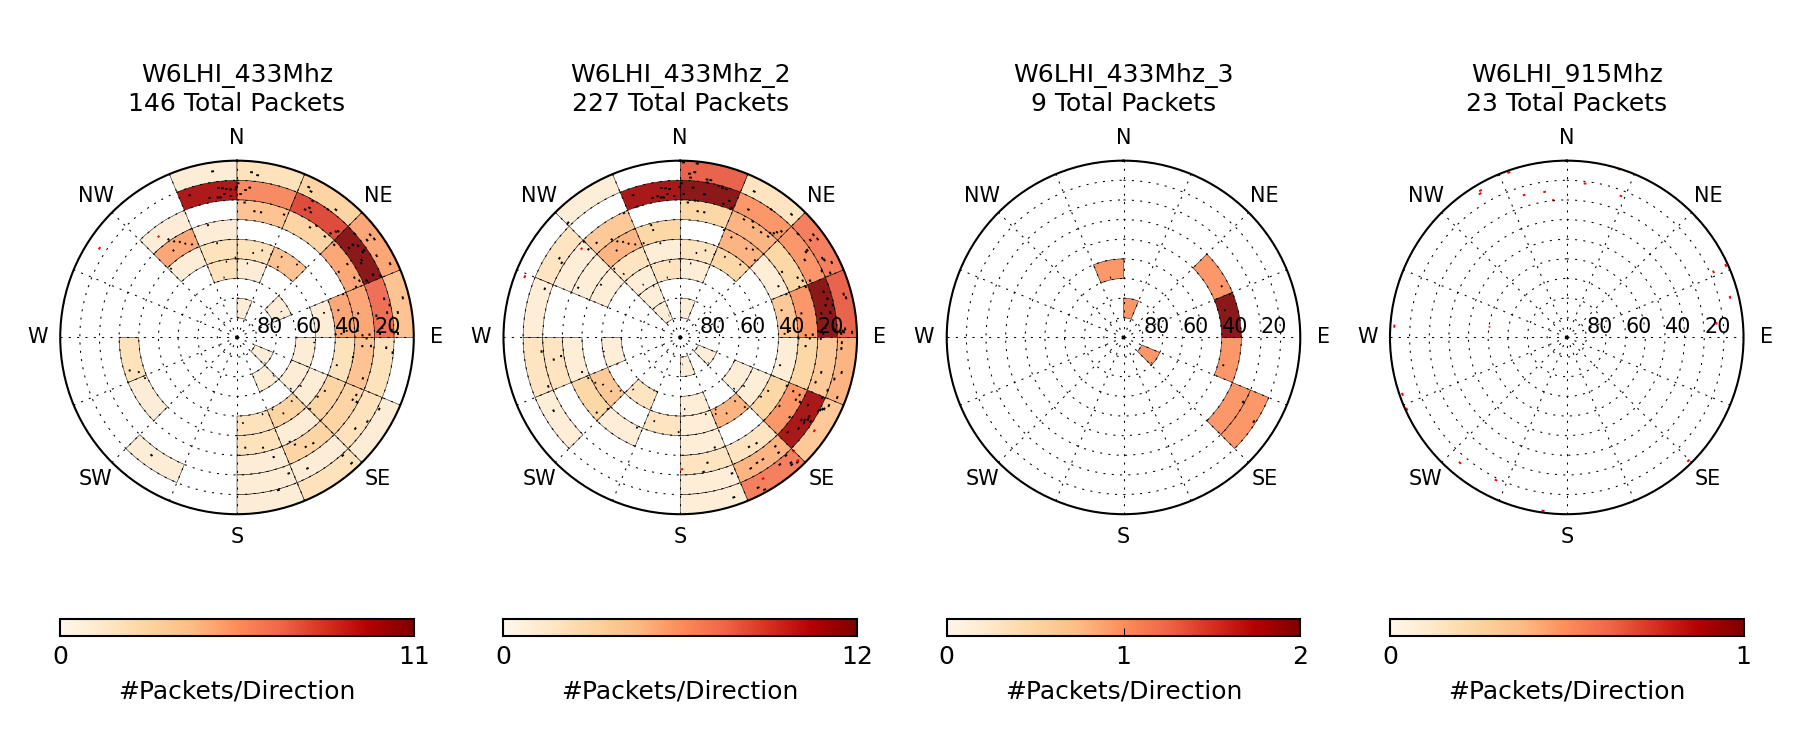 W6LHI_433Mhz
146 Total Packets
N
NW
NE
W
80
60
40
20
E
SW
SE
S
0
11
#Packets/Direction
W6LHI_433Mhz_2
227 Total Packets
N
NW
NE
W
80
60
40
20
E
SW
SE
S
0
12
#Packets/Direction
W6LHI_433Mhz_3
9 Total Packets
N
NW
NE
W
80
60
40
20
E
SW
SE
S
0
1
2
#Packets/Direction
W6LHI_915Mhz
23 Total Packets
N
NW
NE
W
80
60
40
20
E
SW
SE
S
0
1
#Packets/Direction